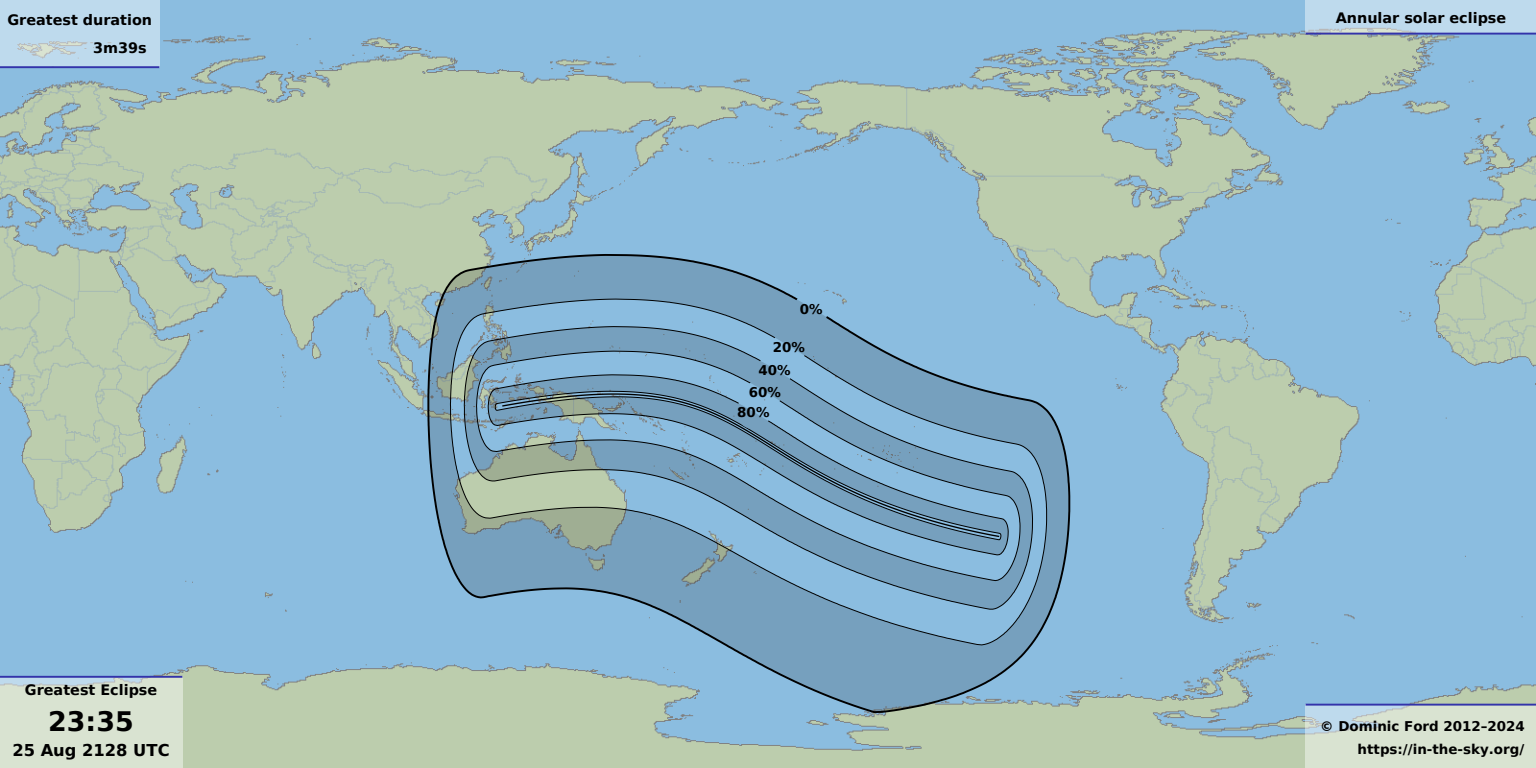 Greatest duration
3m39s
Annular solar eclipse
0%
20%
40%
60%
80%
Greatest Eclipse
23:35
25 Aug 2128 UTC
© Dominic Ford 2012–2024
https://in-the-sky.org/